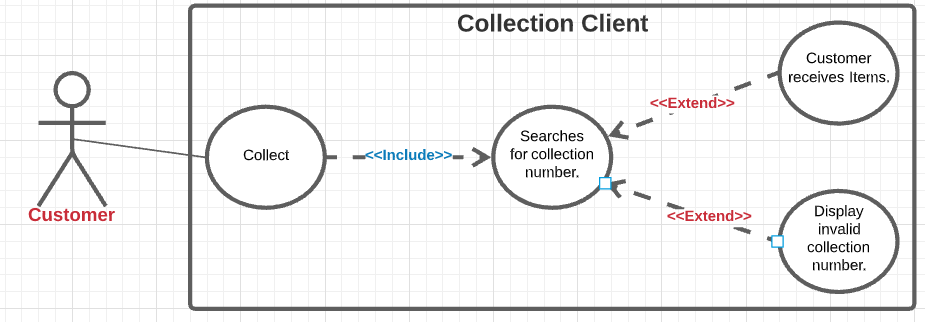 Collection Client
Customer
receives Items.
<<Extend>>
Searches
for collection
number.
Collect
<<Include>>
Customer
<<Extend>>
Display
invalid
collection
number.